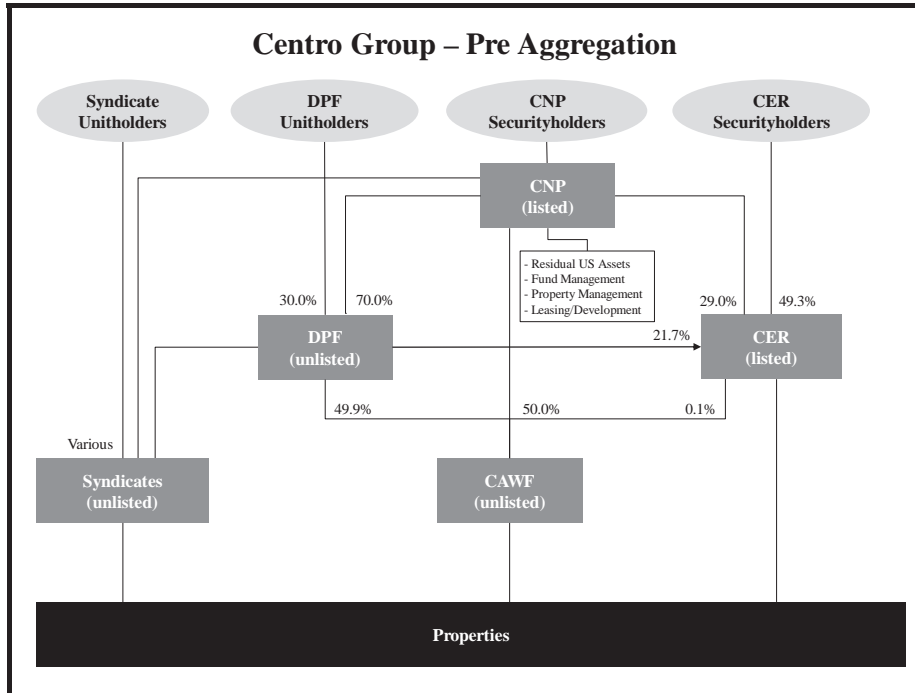 Centro Group – Pre Aggregation
Syndicate
Unitholders
DPF
Unitholders
CNP
Securityholders
CER
Securityholders
CNP
(listed)
- Residual US Assets
- Fund Management
- Property Management
- Leasing/Development
30.0%
70.0%
29.0%
49.3%
DPF
(unlisted)
21.7%
CER
(listed)
49.9%
50.0%
0.1%
Various
Syndicates
(unlisted)
CAWF
(unlisted)
Properties